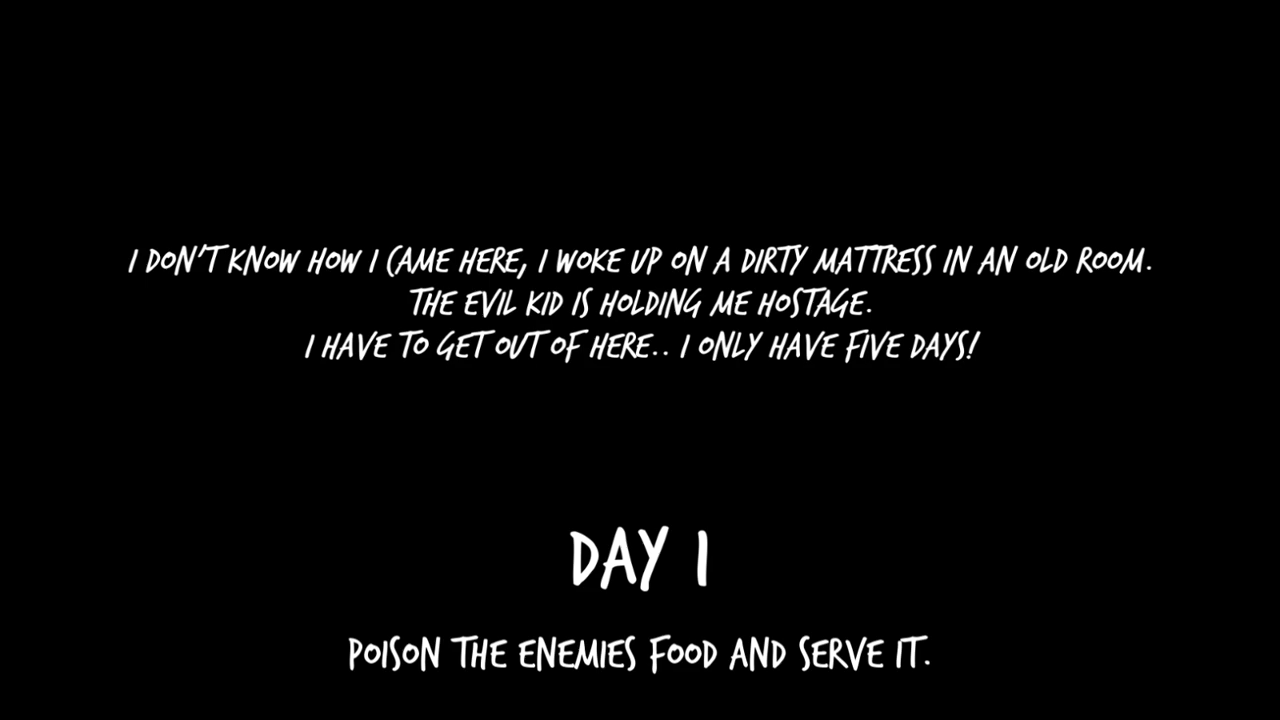 I DON'T KNOW HOW I CAME HERE, I WOKE UP ON A DIRTY MATTRESS IN AN OLD ROOM.
THE EVIL KID IS HOLDING ME HOSTAGE.
I HAVE TO GET OUT OF HERE.. I ONLY HAVE FIVE DAYS!
DAY 1
POISON THE ENEMIES FOOD AND SERVE IT.